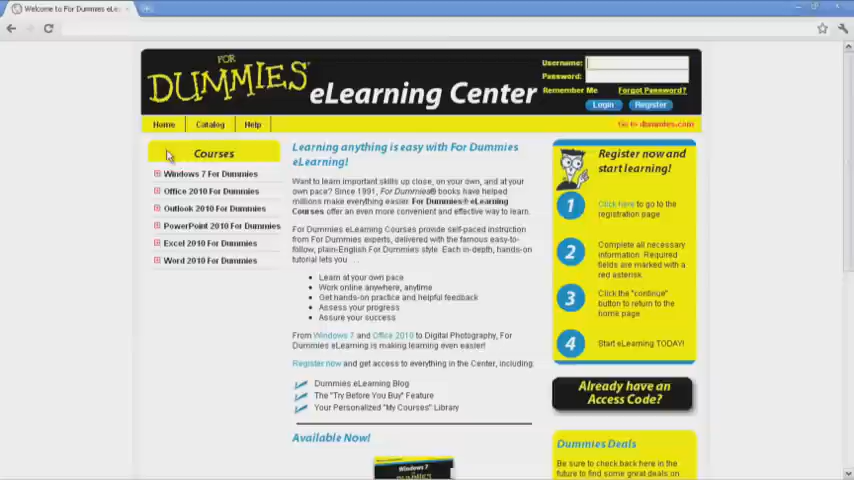 Welcome to For Dummies eLe
FOR
DUMMIES
eLearning Center
Username:
Password:
Remember Me
Forgot Password?
Login
Register
Home
Catalog
Help
Go to dummies.com
Courses
Windows 7 For Dummies
Office 2010 For Dummies
Outlook 2010 For Dummies
PowerPoint 2010 For Dummies
Excel 2010 For Dummies
Word 2010 For Dummies
Learning anything is easy with For Dummies
eLearning!
Want to learn important skills up close, on your own, and at your
own pace? Since 1991, For Dummies® books have helped
millions make everything easier. For Dummies® eLearning
Courses offer an even more convenient and effective way to learn.
For Dummies eLearning Courses provide self-paced instruction
from For Dummies experts, delivered with the famous easy-to-
follow, plain-English For Dummies style. Each in-depth, hands-on
tutorial lets you . . .
Learn at your own pace
Work online anywhere, anytime
Get hands-on practice and helpful feedback
Assess your progress
Assure your success
From Windows 7 and Office 2010 to Digital Photography, For
Dummies eLearning is making learning even easier!
Register now and get access to everything in the Center, including:
Dummies eLearning Blog
The "Try Before You Buy" Feature
Your Personalized "My Courses" Library
Available Now!
Windows 7
Register now and
start learning!
1
Click here to go to the
registration page
2
Complete all necessary
information. Required
fields are marked with a
red asterisk.
3
Click the "continue"
button to return to the
home page
4
Start eLearning TODAY!
Already have an
Access Code?
Dummies Deals
Be sure to check back here in the
future to find some great deals on